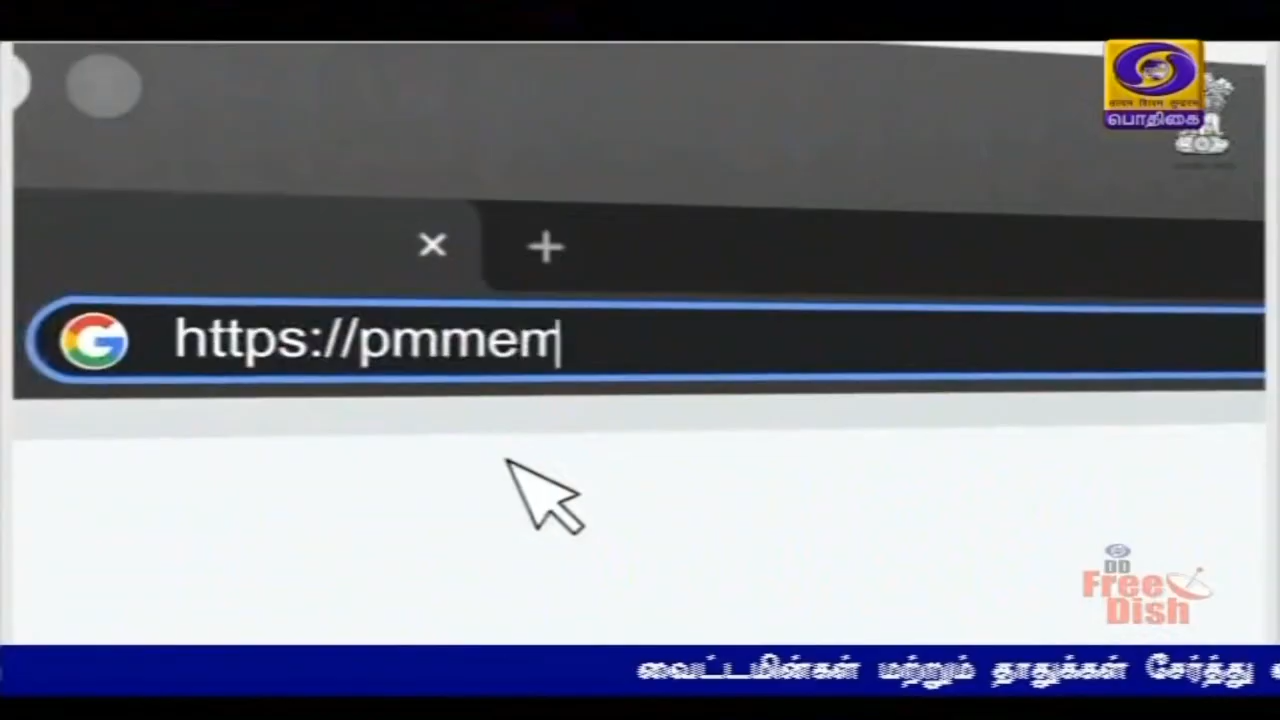 பொதிகை
https://pmmem
DD
Free
Dish
வைட்டமின்கள் மற்றும் தாதுக்கள் சேர்த்து